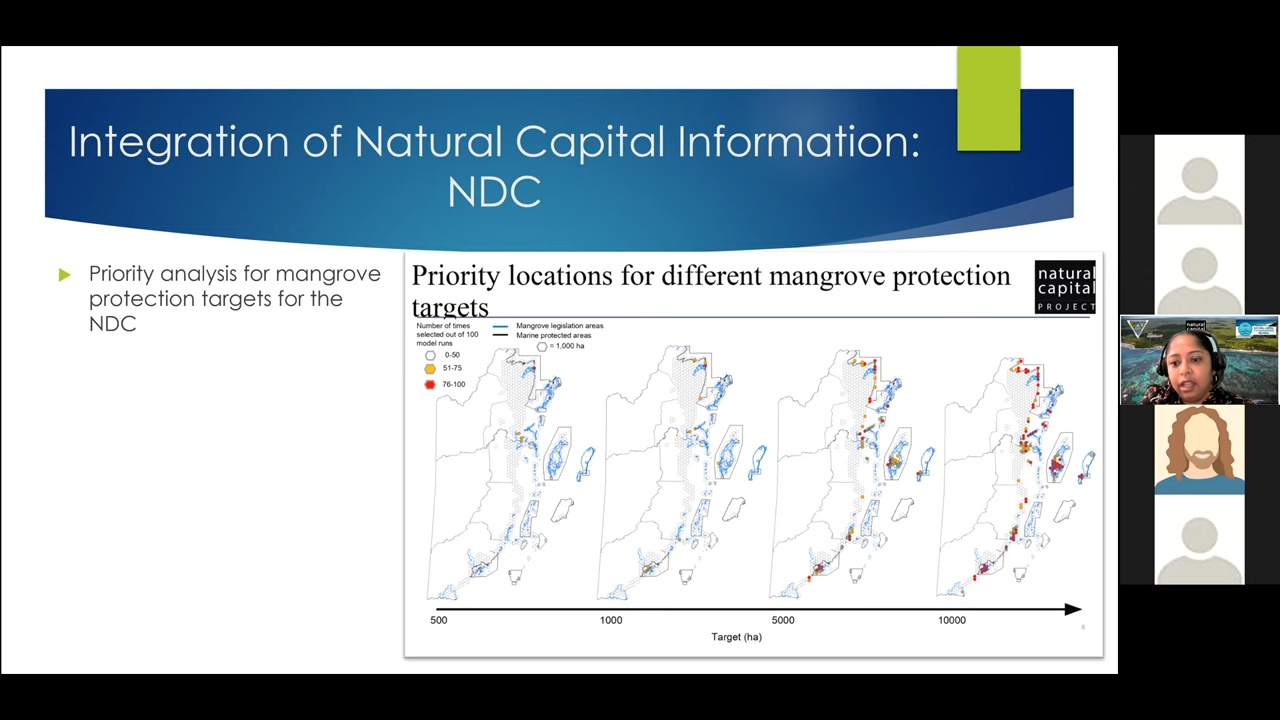 Integration of Natural Capital Information:
NDC
Priority analysis for mangrove
protection targets for the
NDC
Priority locations for different mangrove protection
targets
natural
capital
PROJECT
Number of times
selected out of 100
model runs
0-50
51-75
76-100
Mangrove legislation areas
Marine protected areas
= 1,000 ha
500
1000
5000
10000
Target (ha)